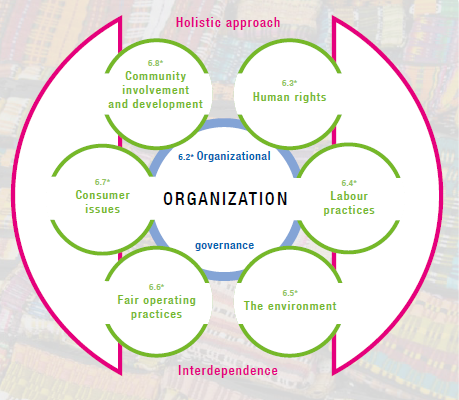 Holistic approach
6.8*
Community
involvement
and development
6.3*
Human rights
6.2* Organizational
6.7*
Consumer
issues
ORGANIZATION
6.4*
Labour
practices
governance
6.6*
Fair operating
practices
6.5*
The environment
Interdependence